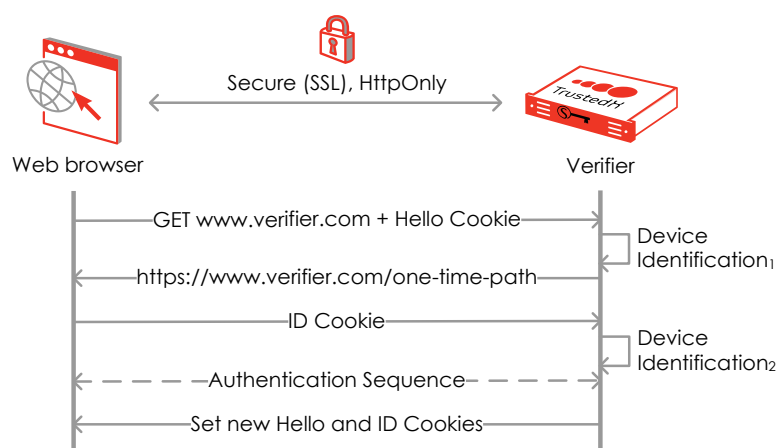 Secure (SSL), HttpOnly
TrustedX
Web browser
Verifier
GET www.verifier.com + Hello Cookie
Device
Identification₁
https://www.verifier.com/one-time-path
ID Cookie
Device
Identification₂
Authentication Sequence
Set new Hello and ID Cookies